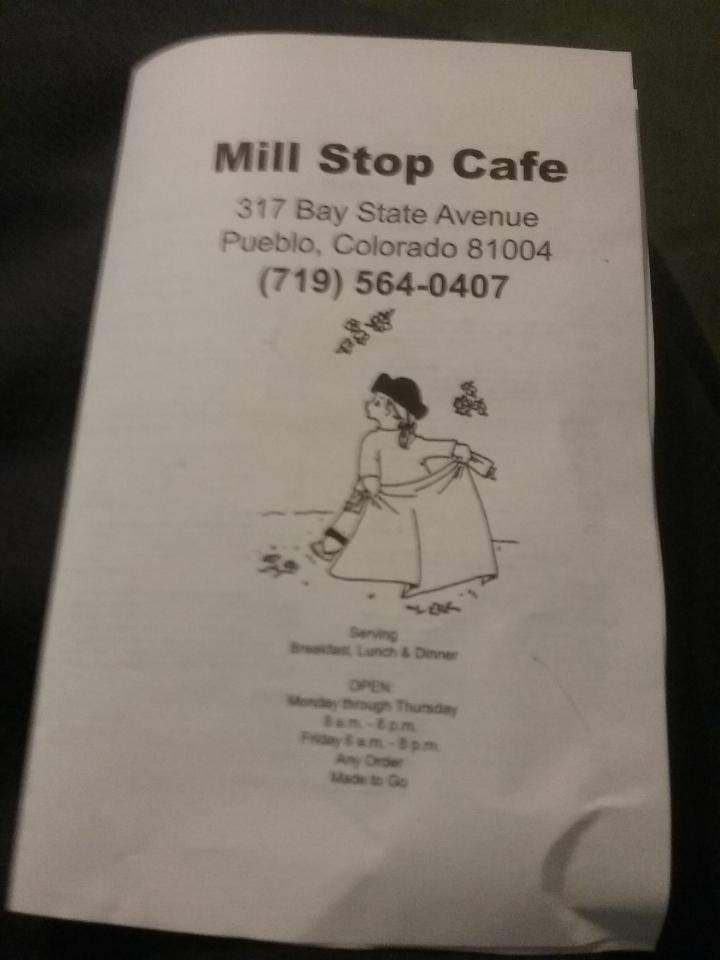 Mill Stop Cafe
317 Bay State Avenue
Pueblo, Colorado 81004
(719) 564-0407
Serving
Breakfast, Lunch & Dinner
OPEN:
Monday through Thursday
a.m. - p.m.
Friday a.m. - 8 p.m.
Any Order
Made to Go